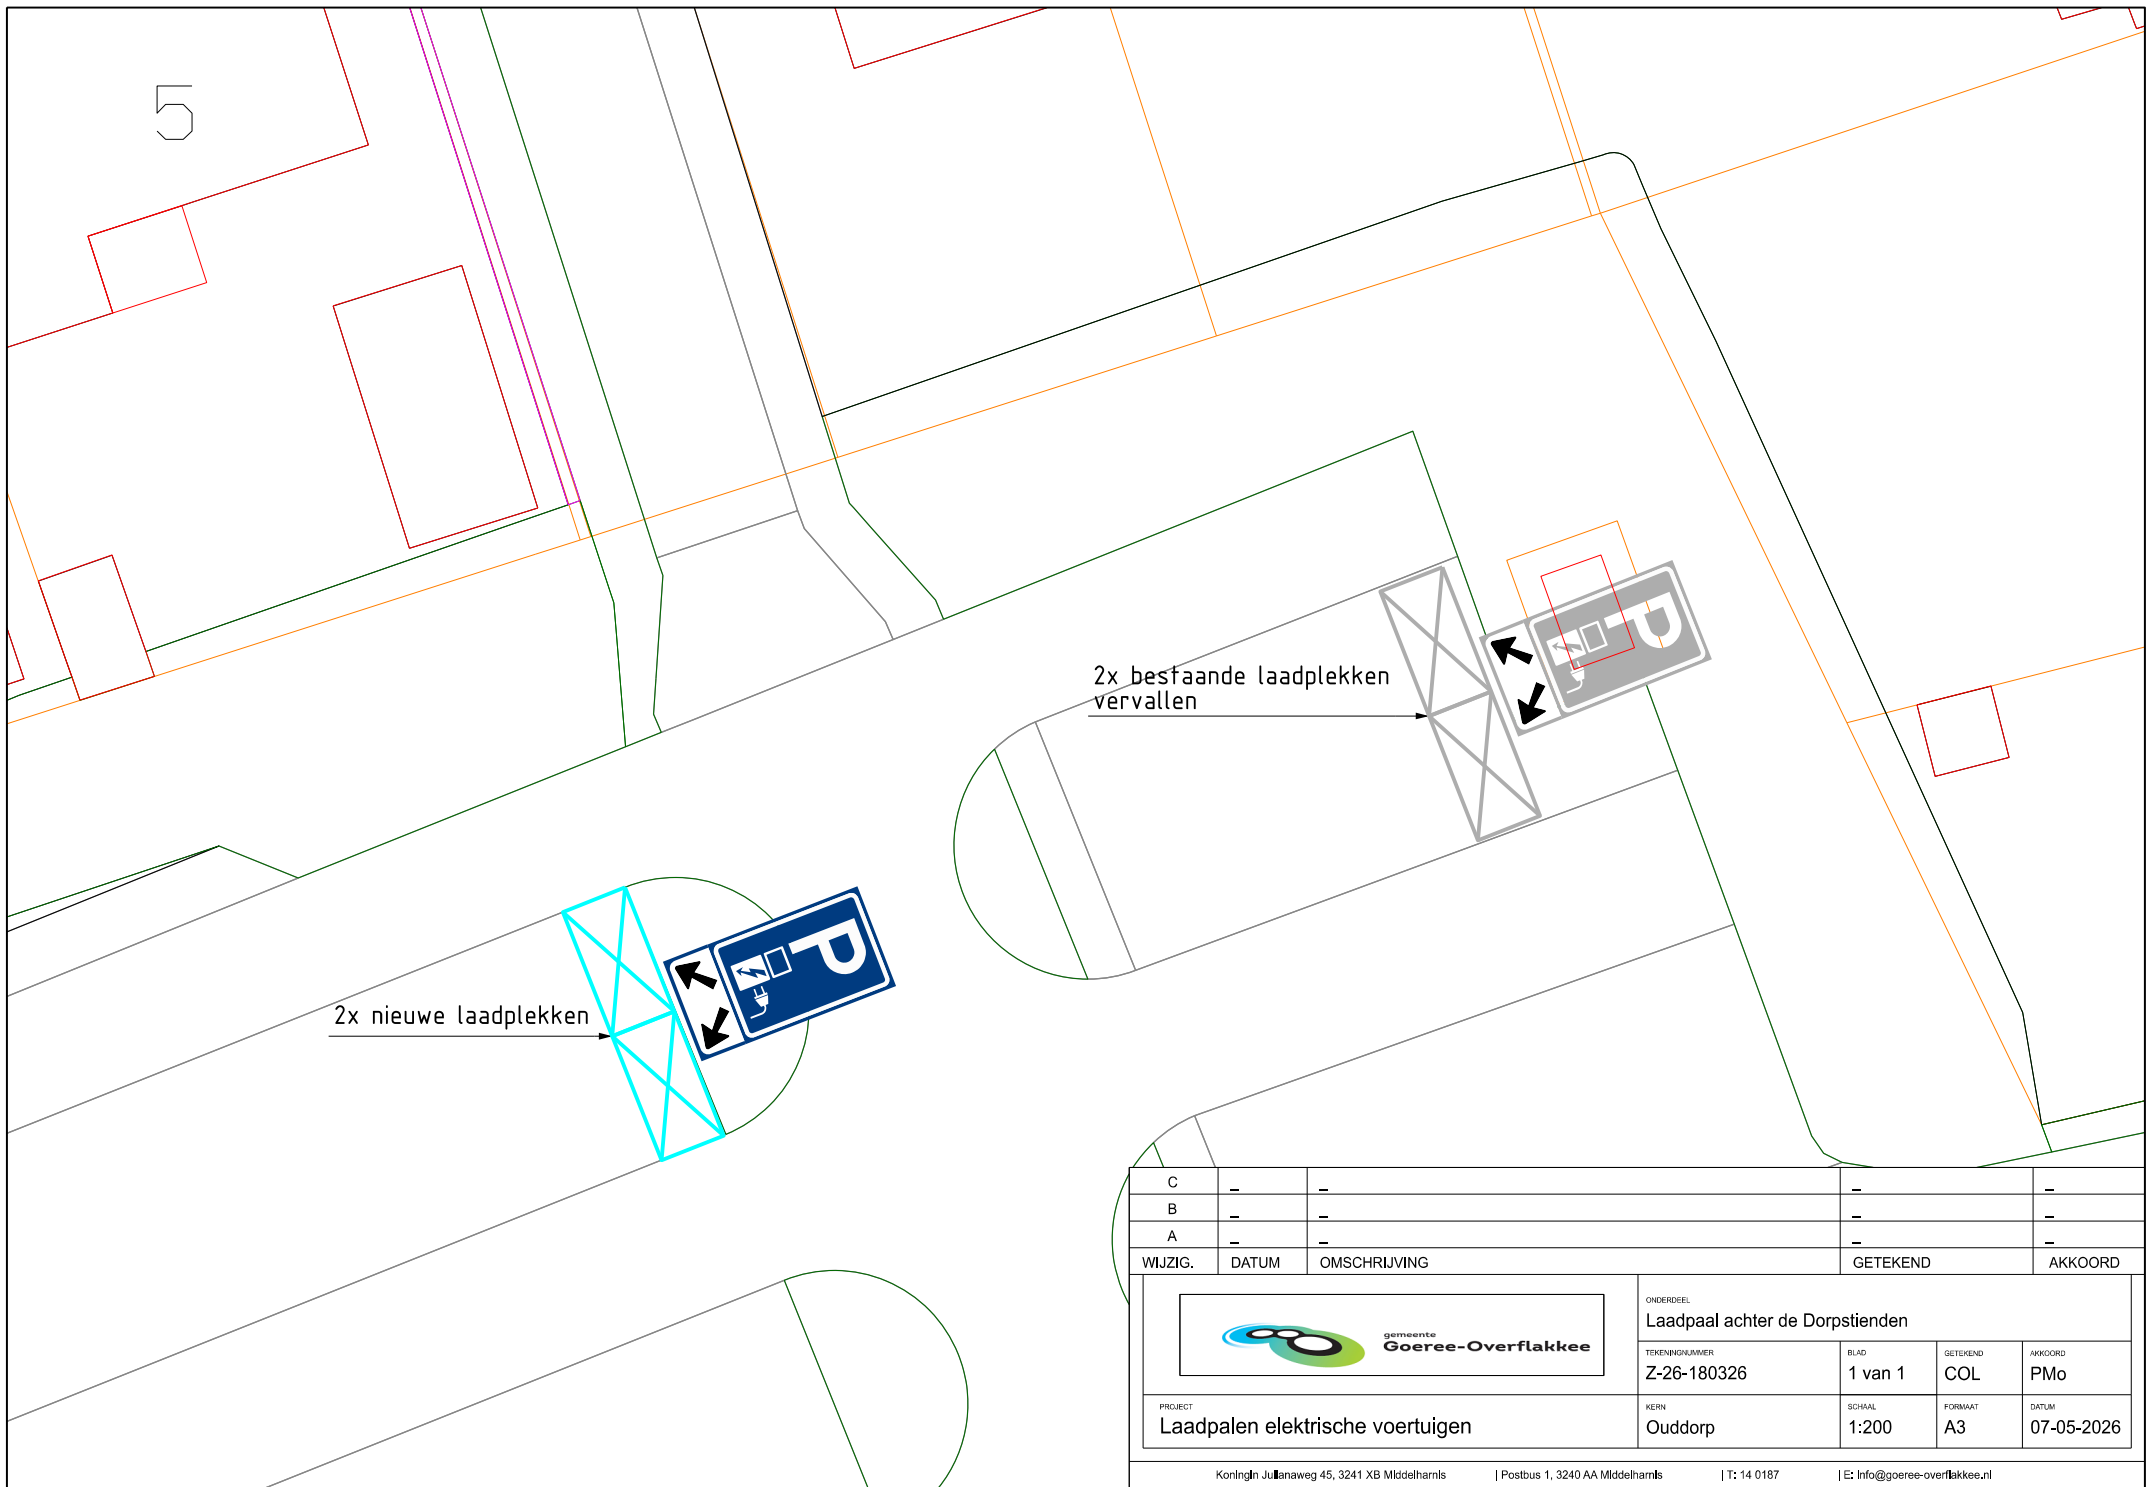 5
2x bestaande laadplekken
vervallen
P
2x nieuwe laadplekken
P
C _ _ _ _
B _ _ _ _
A _ _ _ _
WIJZIG. DATUM OMSCHRIJVING GETEKEND AKKOORD
gemeente
Goeree-Overflakkee
ONDERDEEL
Laadpaal achter de Dorpstienden
TEKENINGNUMMER BLAD GETEKEND AKKOORD
Z-26-180326 1 van 1 COL PMo
PROJECT KERN SCHAAL FORMAAT DATUM
Laadpalen elektrische voertuigen Ouddorp 1:200 A3 07-05-2026
Koningin Julianaweg 45, 3241 XB Middelharnis | Postbus 1, 3240 AA Middelharnis | T: 14 0187 | E: info@goeree-overflakkee.nl